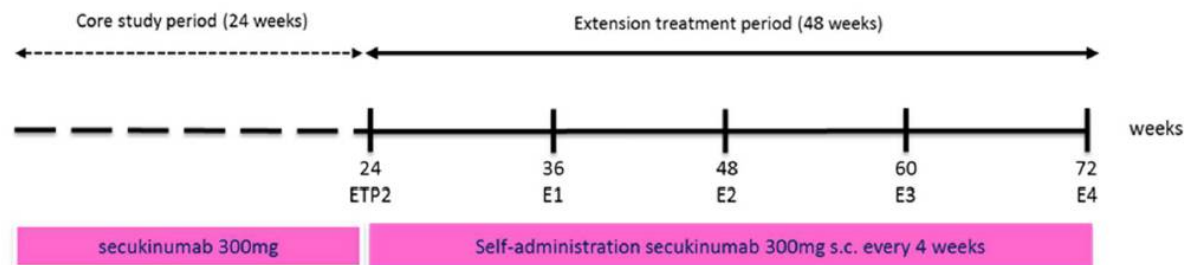 Core study period (24 weeks)
Extension treatment period (48 weeks)
weeks
24 36 48 60 72
ETP2 E1 E2 E3 E4
secukinumab 300mg
Self-administration secukinumab 300mg s.c. every 4 weeks